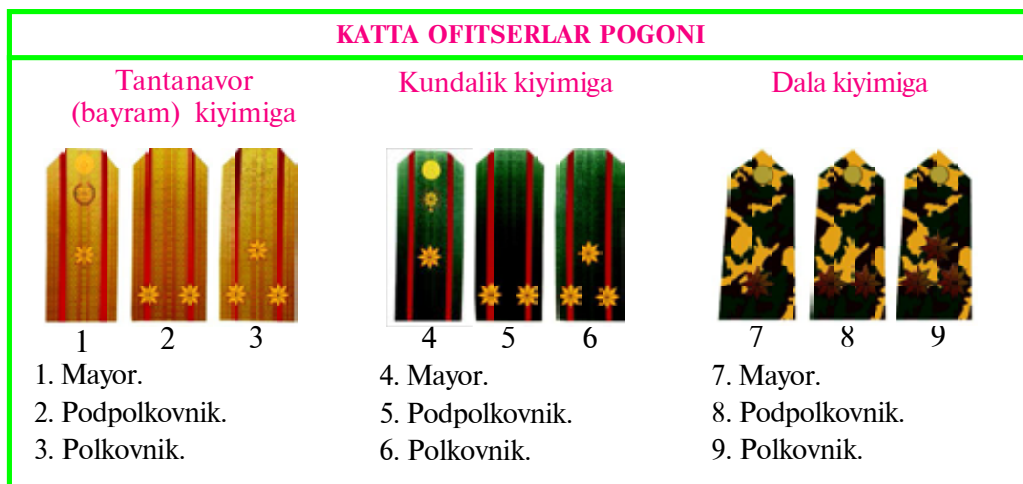 KATTA OFITSERLAR POGONI
Tantanavor
(bayram) kiyimiga
1 2 3
1. Mayor.
2. Podpolkovnik.
3. Polkovnik.
Kundalik kiyimiga
4 5 6
4. Mayor.
5. Podpolkovnik.
6. Polkovnik.
Dala kiyimiga
7 8 9
7. Mayor.
8. Podpolkovnik.
9. Polkovnik.